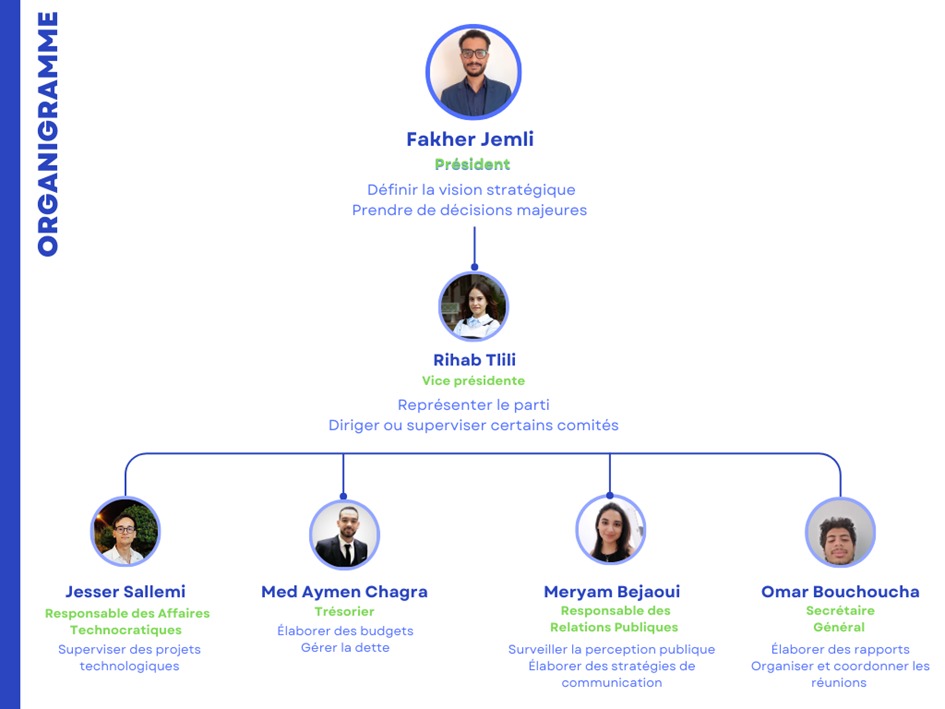 ORGANIGRAMME
Fakher Jemli
Président
Définir la vision stratégique
Prendre de décisions majeures
Rihab Tlili
Vice présidente
Représenter le parti
Diriger ou superviser certains comités
Jesser Sallemi
Responsable des Affaires
Technocratiques
Superviser des projets
technologiques
Med Aymen Chagra
Trésorier
Élaborer des budgets
Gérer la dette
Meryam Bejaoui
Responsable des
Relations Publiques
Surveiller la perception publique
Élaborer des stratégies de
communication
Omar Bouchoucha
Secrétaire
Général
Élaborer des rapports
Organiser et coordonner les
réunions